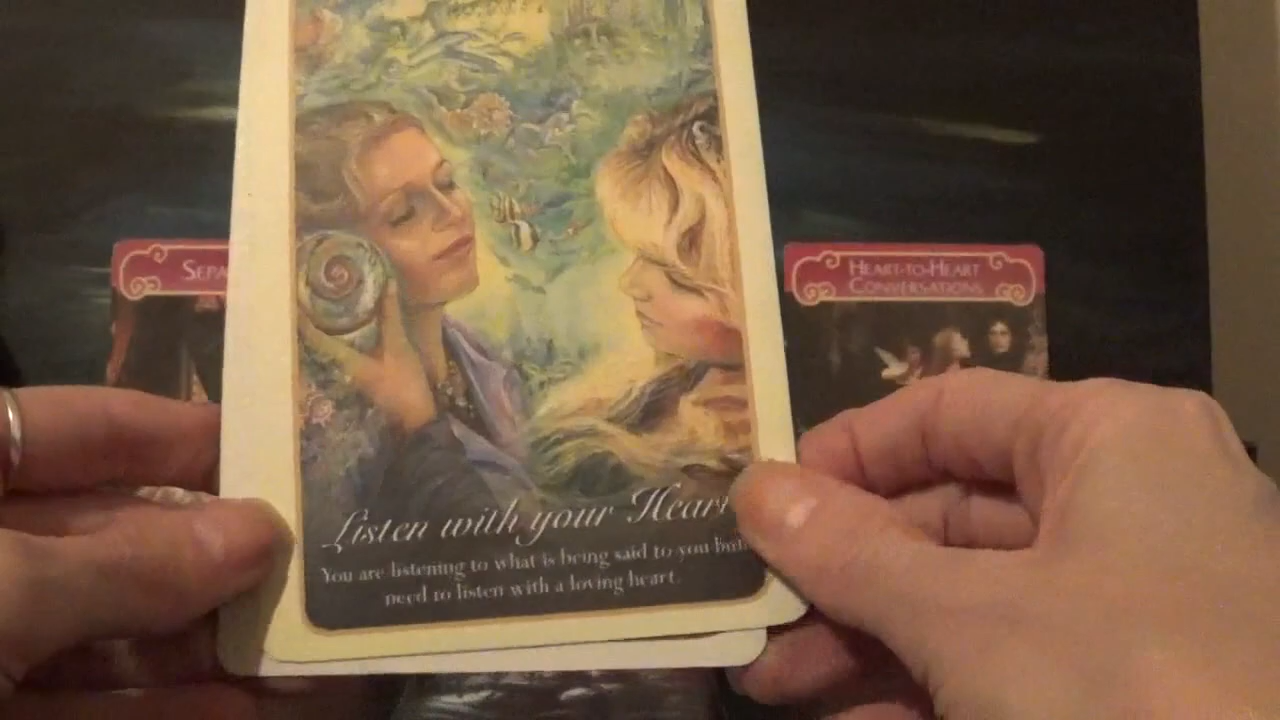 SEPA
HEART-TO-HEART
CONVERSATIONS
Listen with your Heart
You are listening to what is being said to you but
need to listen with a loving heart.